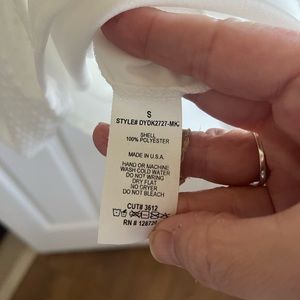 S
STYLE# DYDK2727-MK
SHELL
100% POLYESTER
MADE IN U.S.A.
HAND OR MACHINE
WASH COLD WATER
DO NOT WRING
DRY FLAT
NO DRYER
DO NOT BLEACH
CUT# 3612
RN #